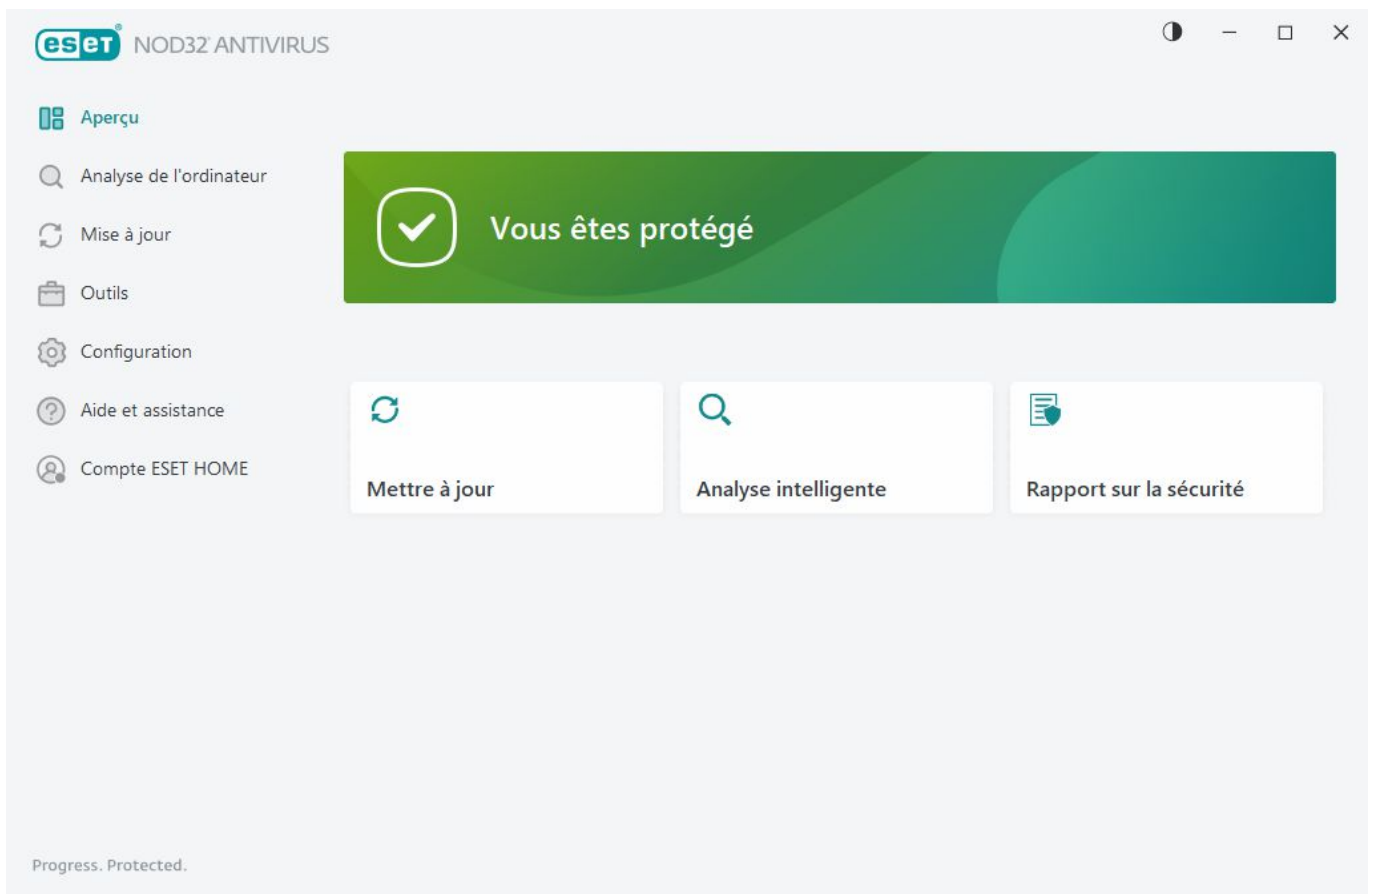 eset® NOD32® ANTIVIRUS
Aperçu
Analyse de l'ordinateur
Mise à jour
Outils
Configuration
Aide et assistance
Compte ESET HOME
Vous êtes protégé
Mettre à jour
Analyse intelligente
Rapport sur la sécurité
Progress. Protected.